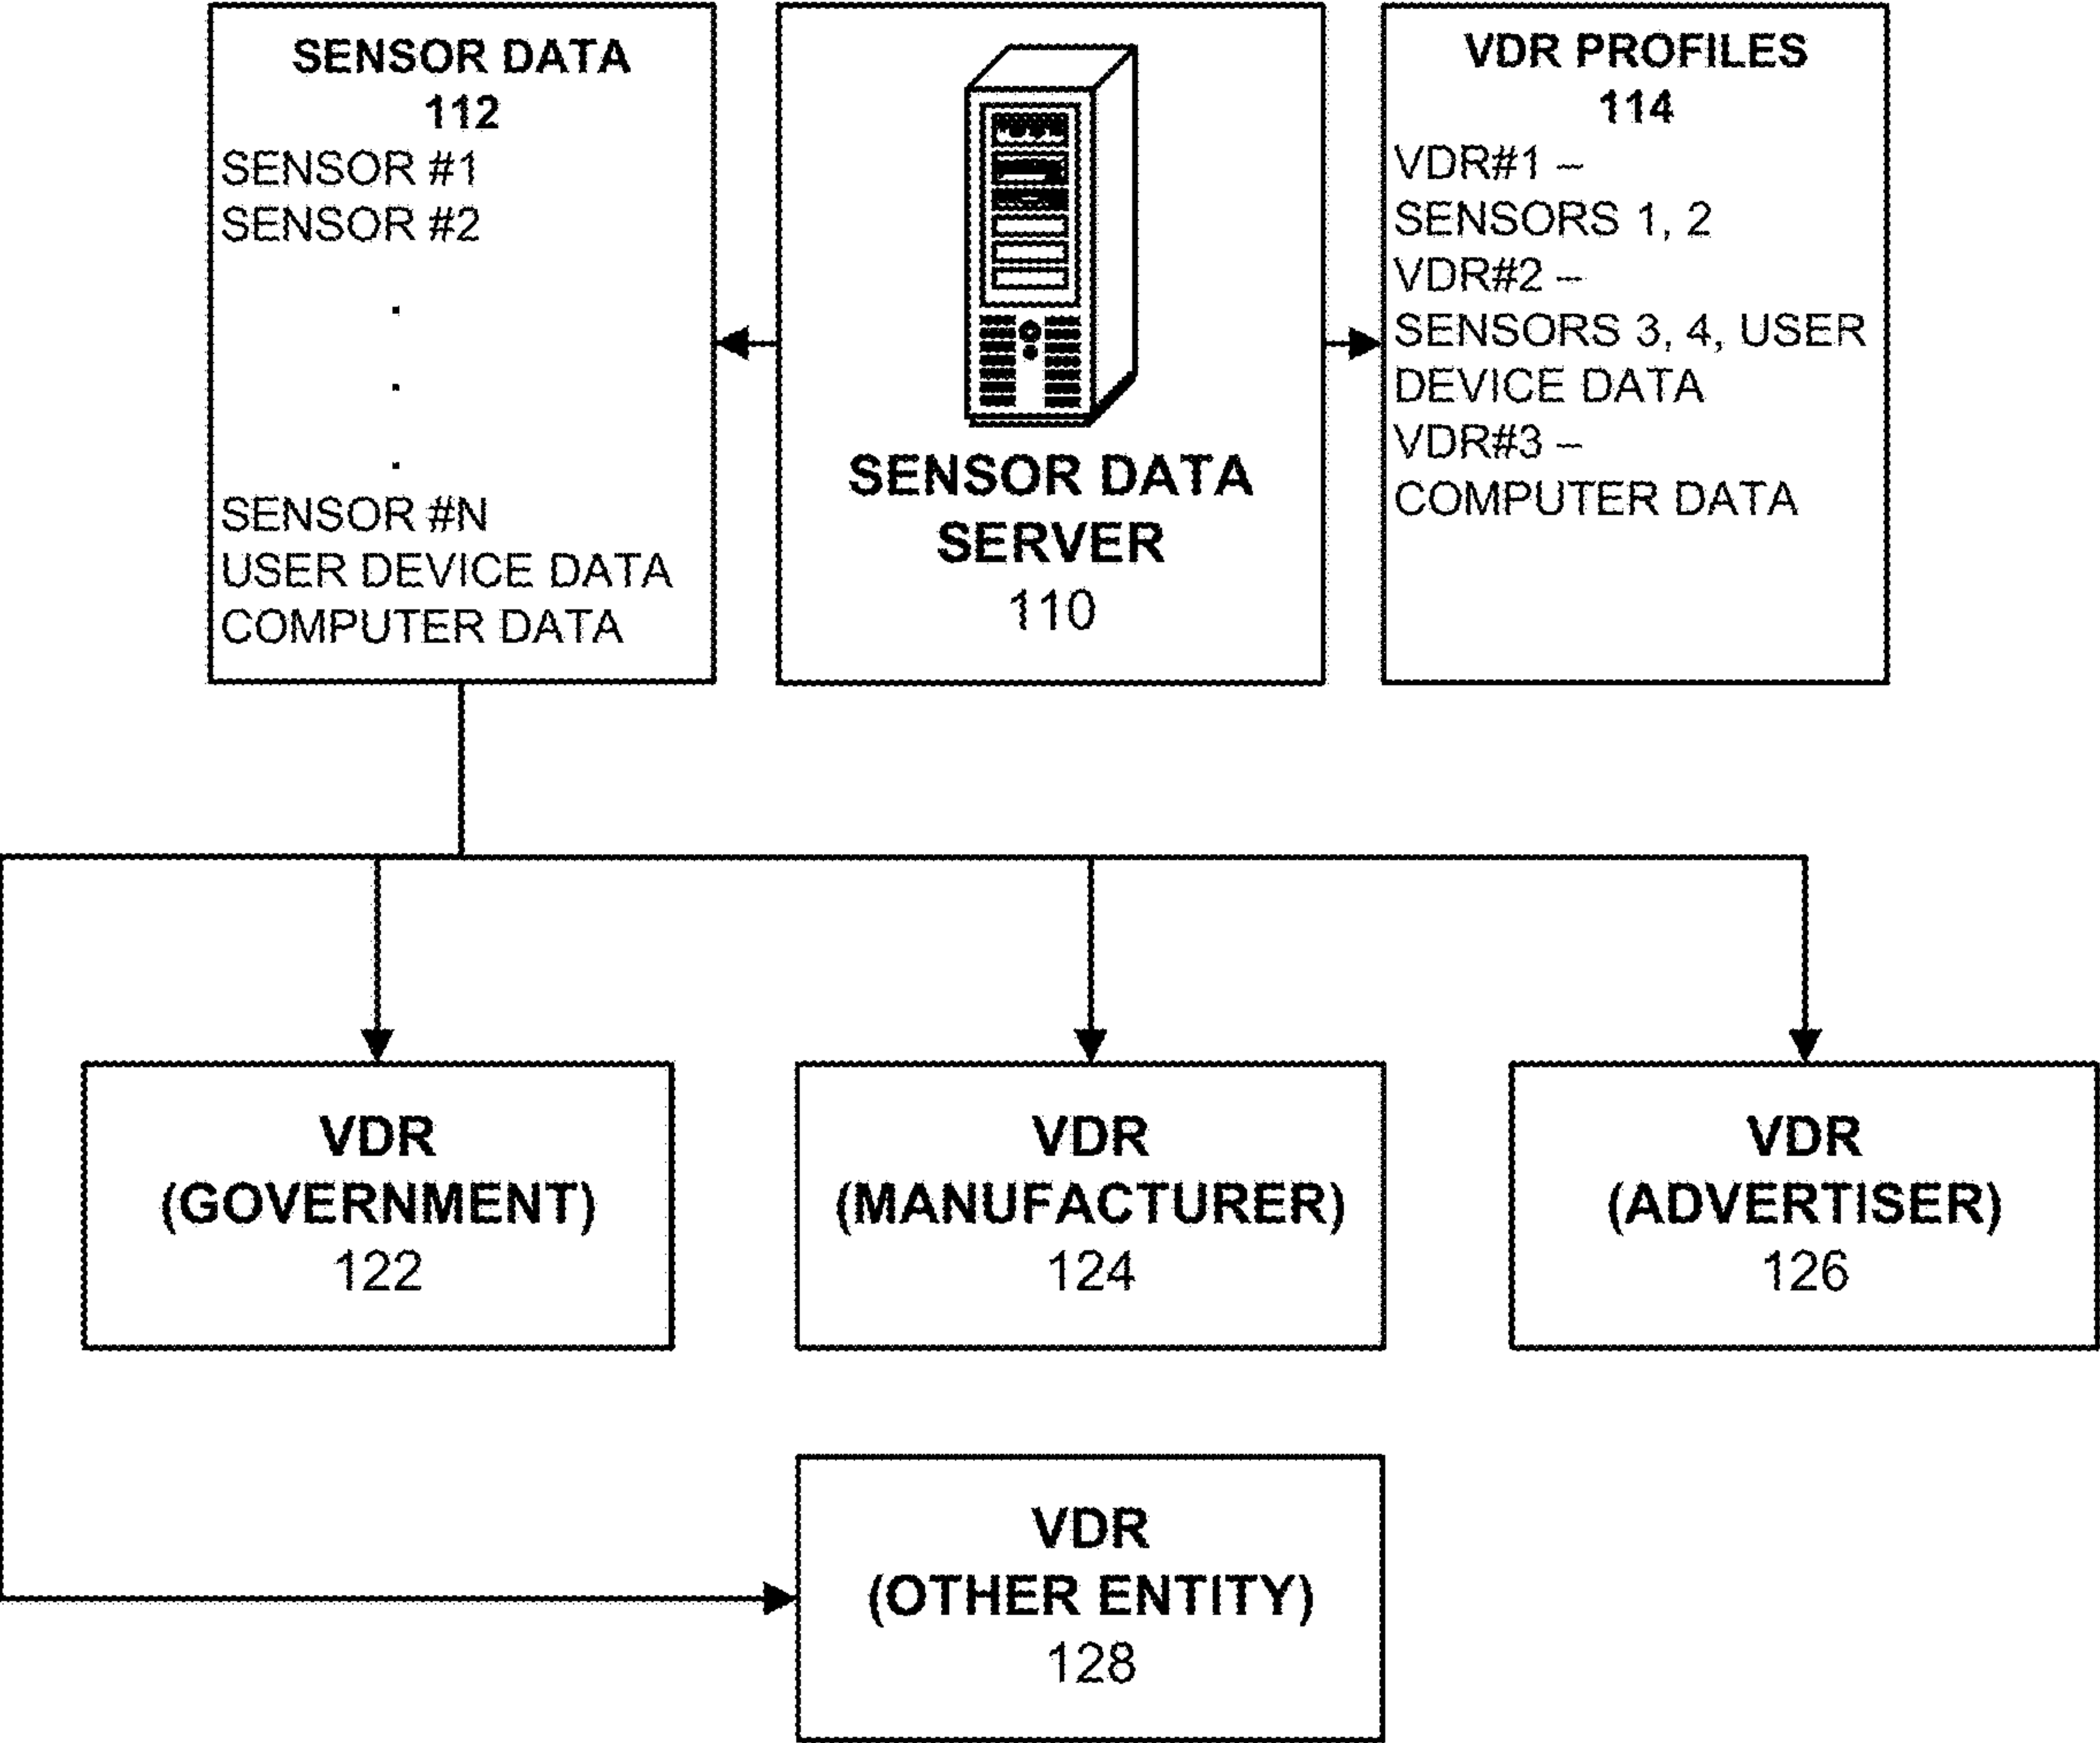 SENSOR DATA
112
SENSOR #1
SENSOR #2
.
.
.
SENSOR #N
USER DEVICE DATA
COMPUTER DATA
SENSOR DATA
SERVER
110
VDR PROFILES
114
VDR#1 –
SENSORS 1, 2
VDR#2 –
SENSORS 3, 4, USER
DEVICE DATA
VDR#3 –
COMPUTER DATA
VDR
(GOVERNMENT)
122
VDR
(MANUFACTURER)
124
VDR
(ADVERTISER)
126
VDR
(OTHER ENTITY)
128